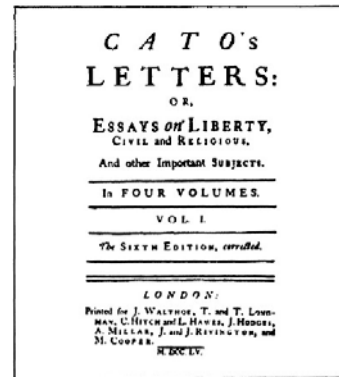 CATO's
LETTERS:
OR,
ESSAYS on LIBERTY,
CIVIL and RELIGIOUS,
And other Important SUBJECTS.
In FOUR VOLUMES.
VOL. I.
The SIXTH EDITION, corrected.
LONDON:
Printed for J. WALTHOE, T. and T. LONG-
MAN, C. HITCH and L. HAWES, J. HODGES,
A. MILLAR, J. and J. RIVINGTON, and
M. COOPER.
M.DCC LV.